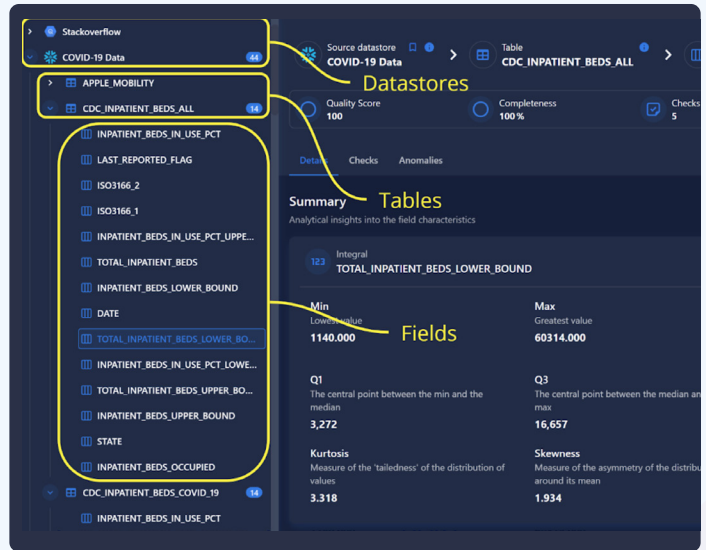 Stackoverflow
COVID-19 Data 44
APPLE_MOBILITY
CDC_INPATIENT_BEDS_ALL 14
INPATIENT_BEDS_IN_USE_PCT
LAST_REPORTED_FLAG
ISO3166_2
ISO3166_1
INPATIENT_BEDS_IN_USE_PCT_UPPE...
TOTAL_INPATIENT_BEDS
INPATIENT_BEDS_LOWER_BOUND
DATE
TOTAL_INPATIENT_BEDS_LOWER_BO...
INPATIENT_BEDS_IN_USE_PCT_LOWE...
TOTAL_INPATIENT_BEDS_UPPER_BO...
INPATIENT_BEDS_UPPER_BOUND
STATE
INPATIENT_BEDS_OCCUPIED
CDC_INPATIENT_BEDS_COVID_19 14
INPATIENT_BEDS_IN_USE_PCT
Source datastore
COVID-19 Data
Table
CDC_INPATIENT_BEDS_ALL
Datastores
Quality Score
100
Completeness
100%
Checks
5
Details Checks Anomalies
Tables
Summary
Analytical insights into the field characteristics
123 Integral
TOTAL_INPATIENT_BEDS_LOWER_BOUND
Min
Lowest value
1140.000
Max
Greatest value
60314.000
Fields
Q1
The central point between the min and the
median
3,272
Q3
The central point between the median an
max
16,657
Kurtosis
Measure of the 'tailedness' of the distribution of
values
3.318
Skewness
Measure of the asymmetry of the distribu
around its mean
1.934